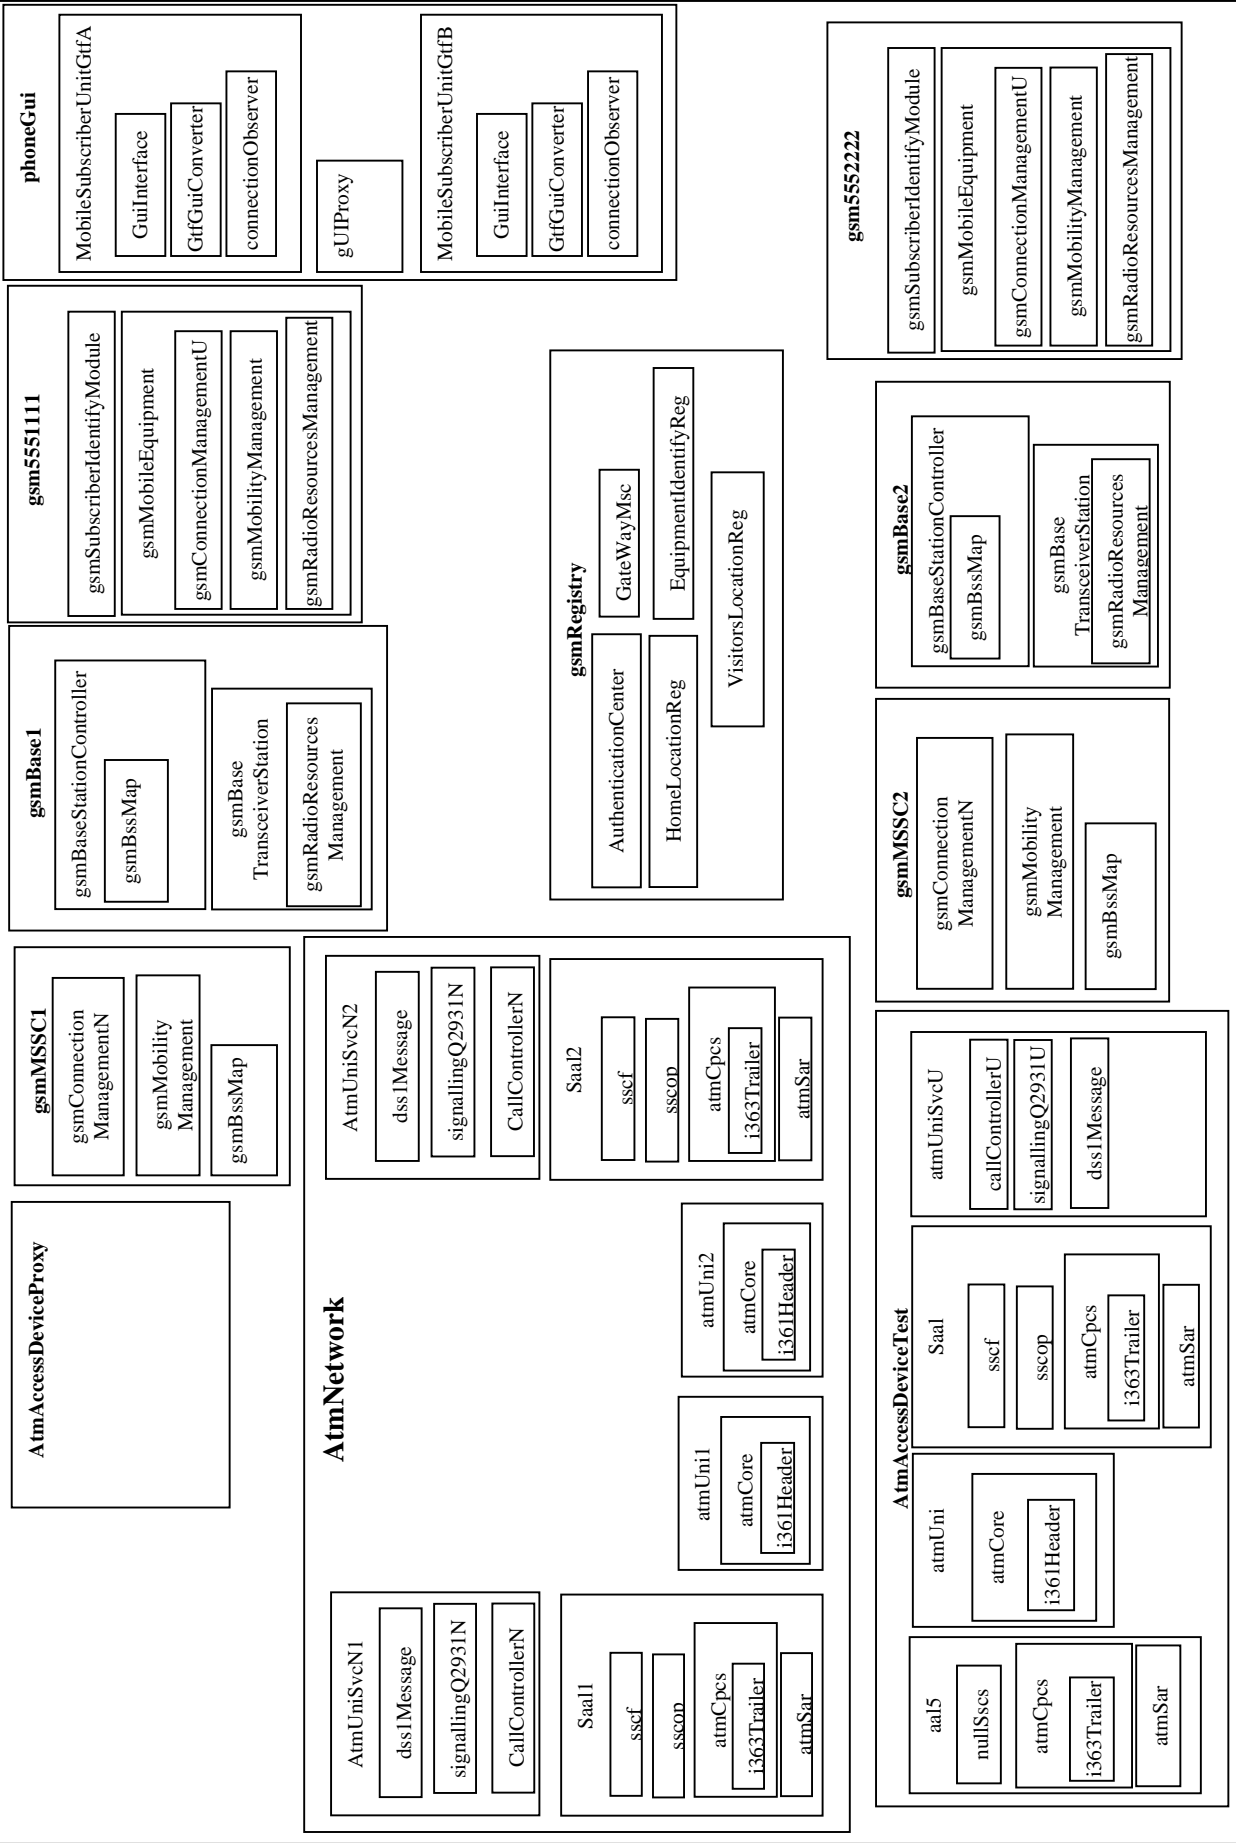 AtmAccessDeviceProxy
gsmMSSC1
gsmConnection
ManagementN
gsmMobility
Management
gsmBssMap
gsmBase1
gsmBaseStationController
gsmBssMap
gsmBase
TransceiverStation
gsmRadioResources
Management
gsm5551111
gsmSubscriberIdentifyModule
gsmMobileEquipment
gsmConnectionManagementU
gsmMobilityManagement
gsmRadioResourcesManagement
phoneGui
MobileSubscriberUnitGtfA
GuiInterface
GtfGuiConverter
connectionObserver
gUIProxy
MobileSubscriberUnitGtfB
GuiInterface
GtfGuiConverter
connectionObserver
AtmNetwork
AtmUniSvcN1
dss1Message
signallingQ2931N
CallControllerN
Saal1
sscf
sscop
atmCpcs
i363Trailer
atmSar
atmUni1
atmCore
i361Header
atmUni2
atmCore
i361Header
AtmUniSvcN2
dss1Message
signallingQ2931N
CallControllerN
Saal2
sscf
sscop
atmCpcs
i363Trailer
atmSar
gsmRegistry
AuthenticationCenter
GateWayMsc
HomeLocationReg
EquipmentIdentifyReg
VisitorsLocationReg
AtmAccessDeviceTest
aal5
nullSscs
atmCpcs
i363Trailer
atmSar
atmUni
atmCore
i361Header
Saal
sscf
sscop
atmCpcs
i363Trailer
atmSar
atmUniSvcU
callControllerU
signallingQ2931U
dss1Message
gsmMSSC2
gsmConnection
ManagementN
gsmMobility
Management
gsmBssMap
gsmBase2
gsmBaseStationController
gsmBssMap
gsmBase
TransceiverStation
gsmRadioResources
Management
gsm5552222
gsmSubscriberIdentifyModule
gsmMobileEquipment
gsmConnectionManagementU
gsmMobilityManagement
gsmRadioResourcesManagement